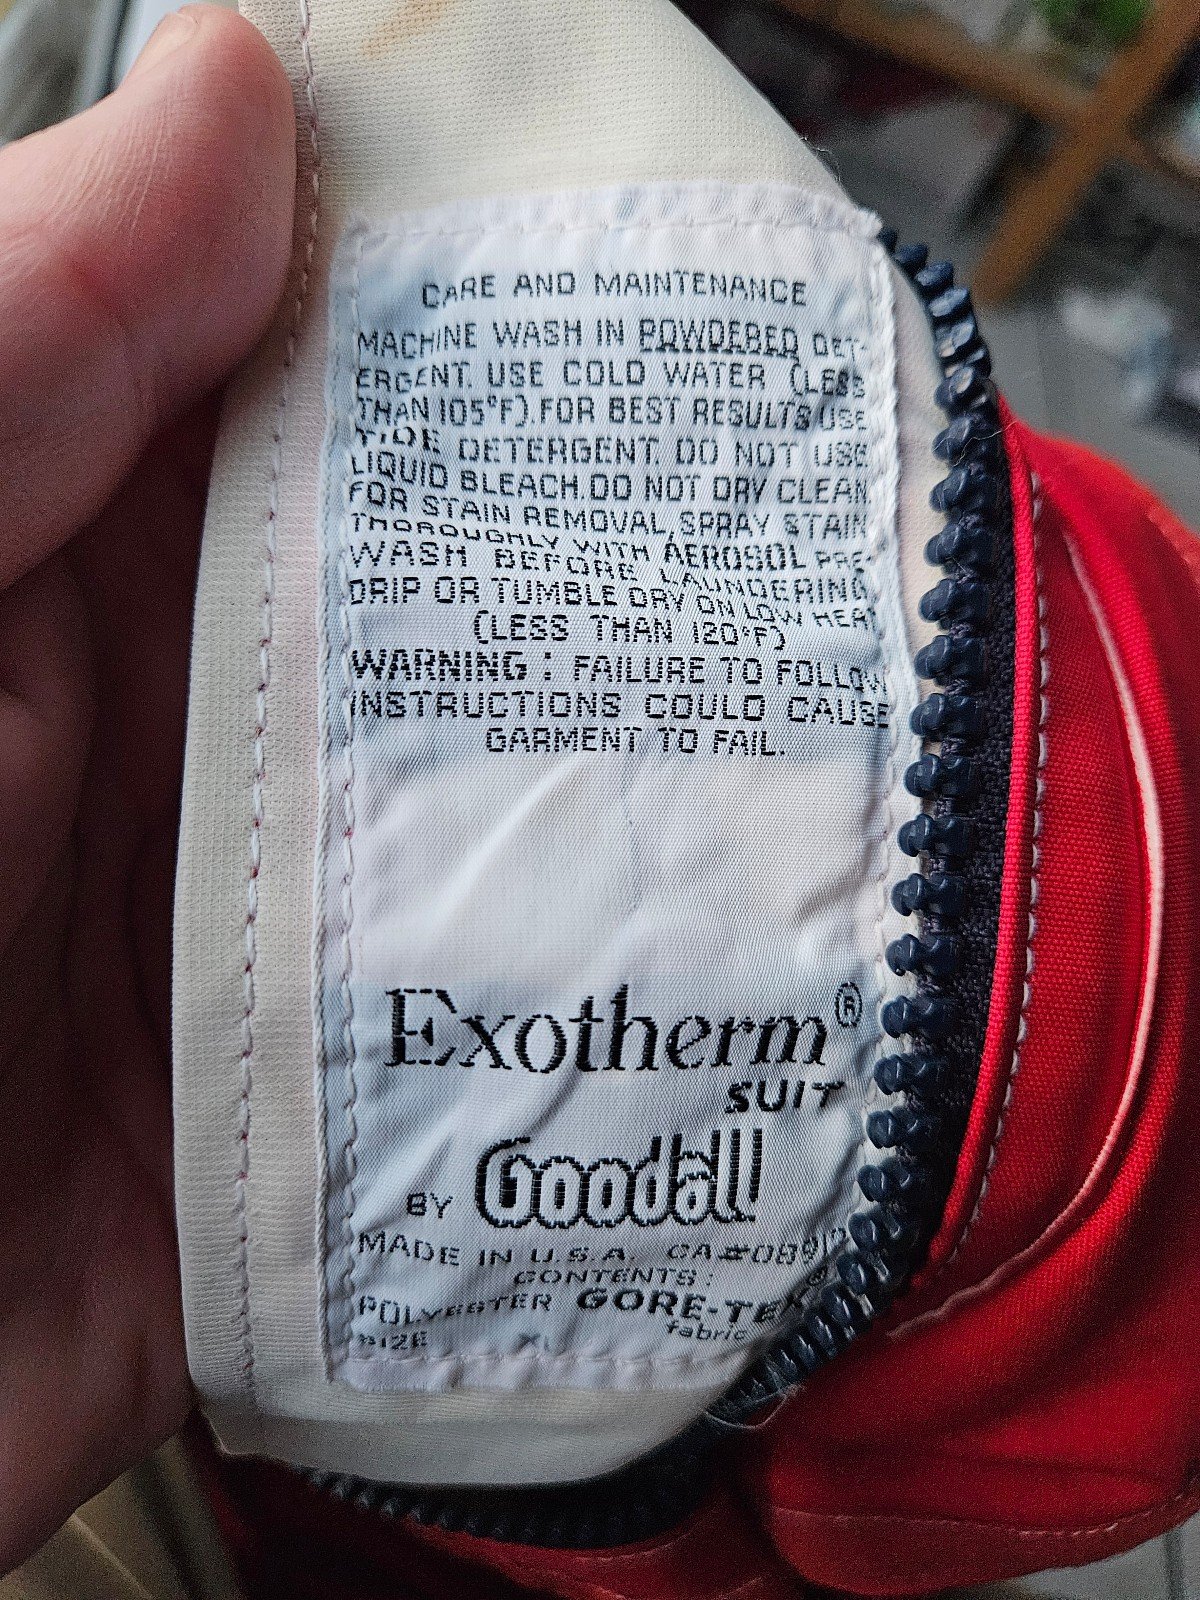 CARE AND MAINTENANCE
MACHINE WASH IN POWDERED DET-
ERGENT. USE COLD WATER (LESS
THAN 105°F). FOR BEST RESULTS USE
TIDE DETERGENT. DO NOT USE
LIQUID BLEACH. DO NOT DRY CLEAN.
FOR STAIN REMOVAL, SPRAY STAIN
THOROUGHLY WITH AEROSOL PRE-
WASH BEFORE LAUNDERING.
DRIP OR TUMBLE DRY ON LOW HEAT
(LESS THAN 120°F)
WARNING : FAILURE TO FOLLOW
INSTRUCTIONS COULD CAUSE
GARMENT TO FAIL.
Exotherm®
SUIT
BY Goodall
MADE IN U.S.A. CA#
CONTENTS :
POLYESTER GORE-TEX®
fabric
SIZE XL